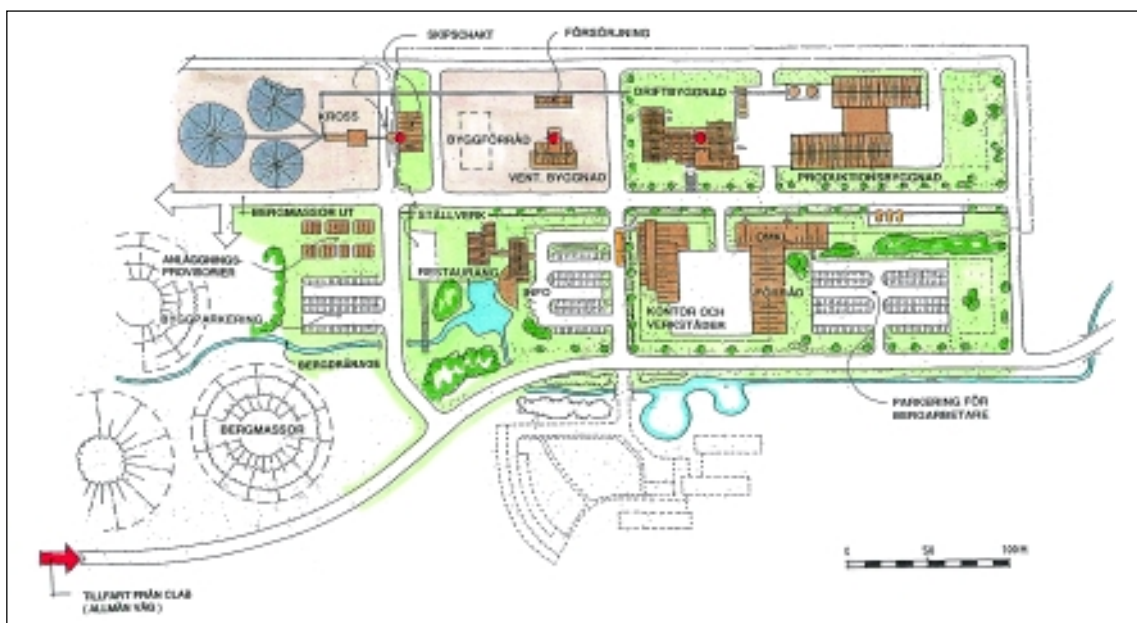 SKIPSCHAKT
FÖRSÖRJNING
DRIFTBYGGNAD
KROSS
BYGGFÖRRÅD
VENT. BYGGNAD
PRODUKTIONSBYGGNAD
BERGMASSOR UT
STÄLLVERK
ANLÄGGNINGS-
PROVISORIER
RESTAURANG
INFO
FÖRRÅD
BYGGPARKERING
KONTOR OCH
VERKSTÄDER
BERGDRÄNAGE
PARKERING FÖR
BERGARBETARE
BERGMASSOR
0 50 100 M
TILLFART FRÅN CLAB
( ALLMÄN VÄG )